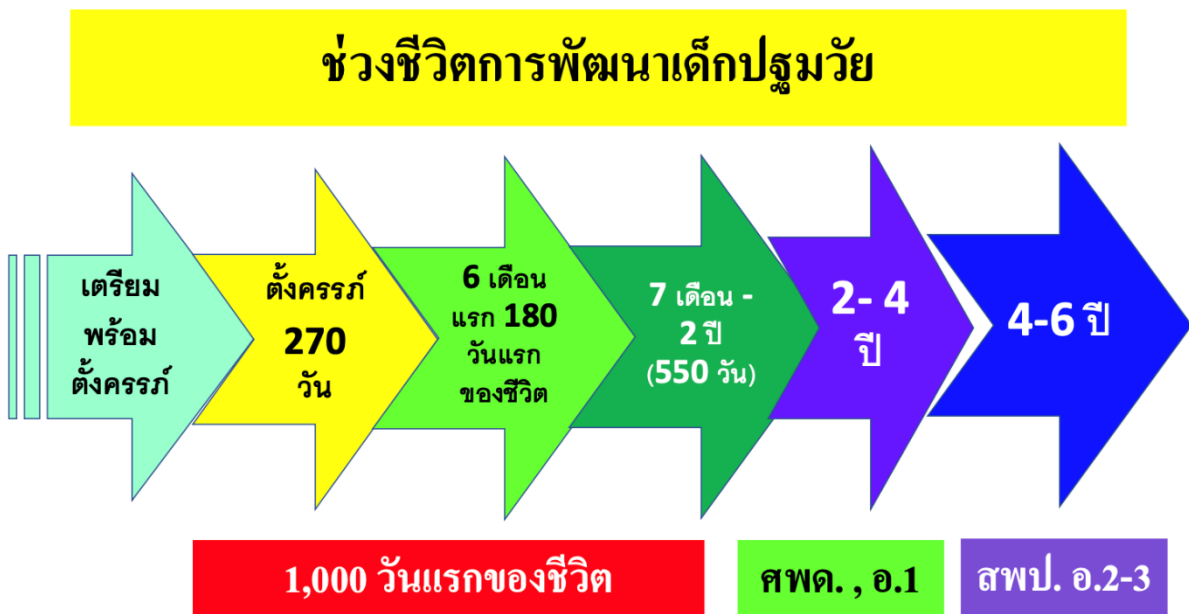 ช่วงชีวิตการพัฒนาเด็กปฐมวัย
เตรียม
พร้อม
ตั้งครรภ์
ตั้งครรภ์
270
วัน
6 เดือน
แรก 180
วันแรก
ของชีวิต
7 เดือน -
2 ปี
(550 วัน)
2- 4
ปี
4-6 ปี
1,000 วันแรกของชีวิต
ศพด. , อ.1
สพป. อ.2-3